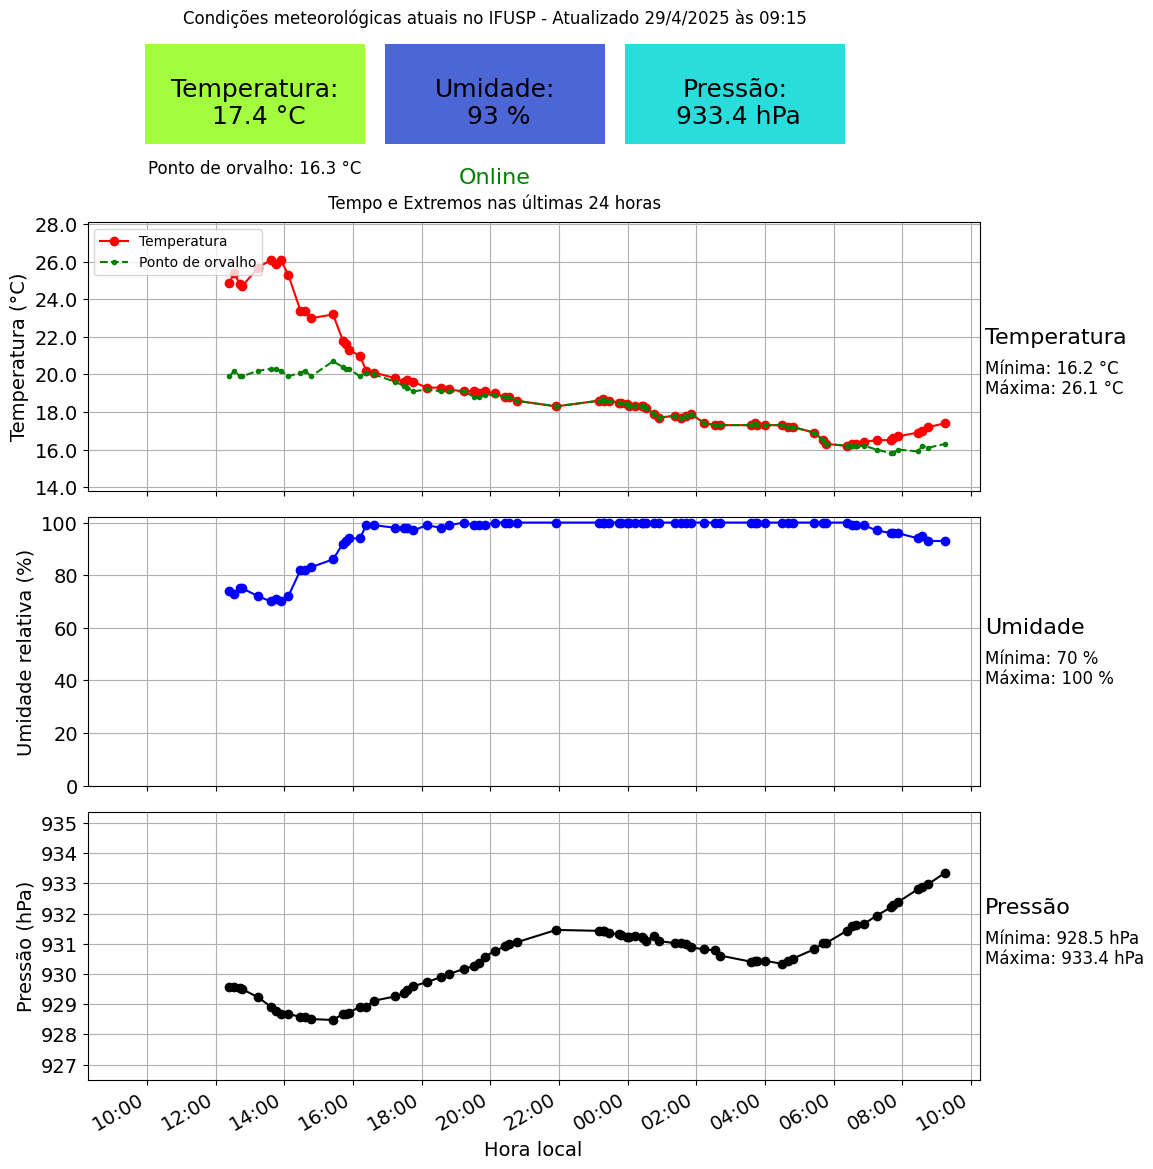 Condições meteorológicas atuais no IFUSP - Atualizado 29/4/2025 às 09:15
Temperatura:
17.4 °C
Umidade:
93 %
Pressão:
933.4 hPa
Ponto de orvalho: 16.3 °C
Online
Tempo e Extremos nas últimas 24 horas
Temperatura (°C)
28.0
26.0
24.0
22.0
20.0
18.0
16.0
14.0
Temperatura
Ponto de orvalho
Temperatura
Mínima: 16.2 °C
Máxima: 26.1 °C
Umidade relativa (%)
100
80
60
40
20
0
Umidade
Mínima: 70 %
Máxima: 100 %
Pressão (hPa)
935
934
933
932
931
930
929
928
927
Pressão
Mínima: 928.5 hPa
Máxima: 933.4 hPa
10:00 12:00 14:00 16:00 18:00 20:00 22:00 00:00 02:00 04:00 06:00 08:00 10:00
Hora local